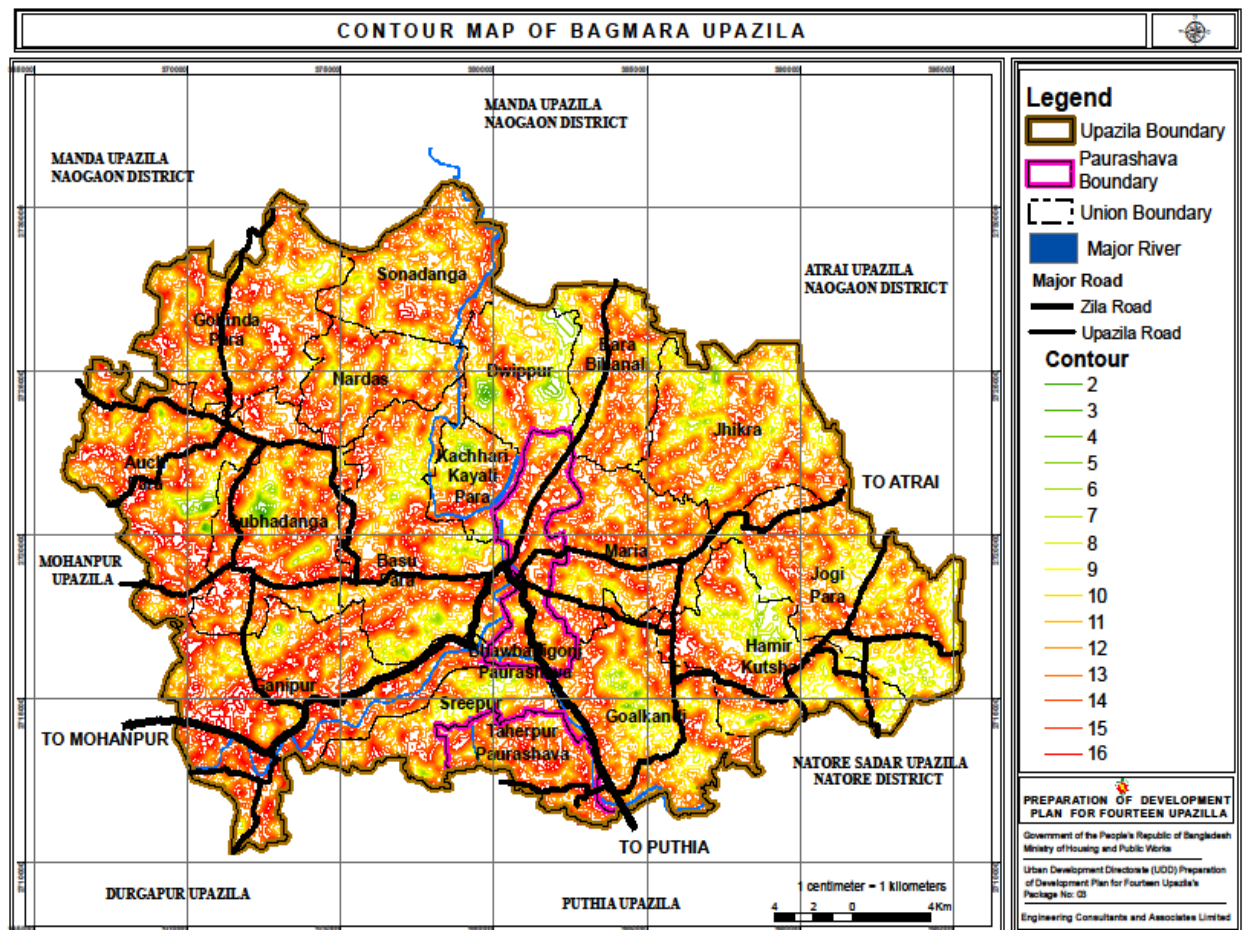 CONTOUR MAP OF BAGMARA UPAZILA
MANDA UPAZILA
NAOGAON DISTRICT
MANDA UPAZILA
NAOGAON DISTRICT
ATRAI UPAZILA
NAOGAON DISTRICT
Sonadanga
Gobinda
Para
Bara
Bihanal
Nardas
Dwippur
Jhikra
Kachhari
Kayali
Para
Auch
Para
TO ATRAI
Subhadanga
Maria
MOHANPUR
UPAZILA
Basu
Para
Jogi
Para
Hamir
Kutsha
Bhawbanigonj
Paurashava
Ganipur
Sreepur
Goalkandi
TO MOHANPUR
Taherpur
Paurashava
NATORE SADAR UPAZILA
NATORE DISTRICT
TO PUTHIA
DURGAPUR UPAZILA
PUTHIA UPAZILA
1 centimeter = 1 kilometers
4 2 0 4 Km
Legend
Upazila Boundary
Paurashava
Boundary
Union Boundary
Major River
Major Road
Zila Road
Upazila Road
Contour
2
3
4
5
6
7
8
9
10
11
12
13
14
15
16
PREPARATION OF DEVELOPMENT
PLAN FOR FOURTEEN UPAZILLA
Government of the People's Republic of Bangladesh
Ministry of Housing and Public Works
Urban Development Directorate (UDD) Preparation
of Development Plan for Fourteen Upazila's
Package No: 03
Engineering Consultants and Associates Limited